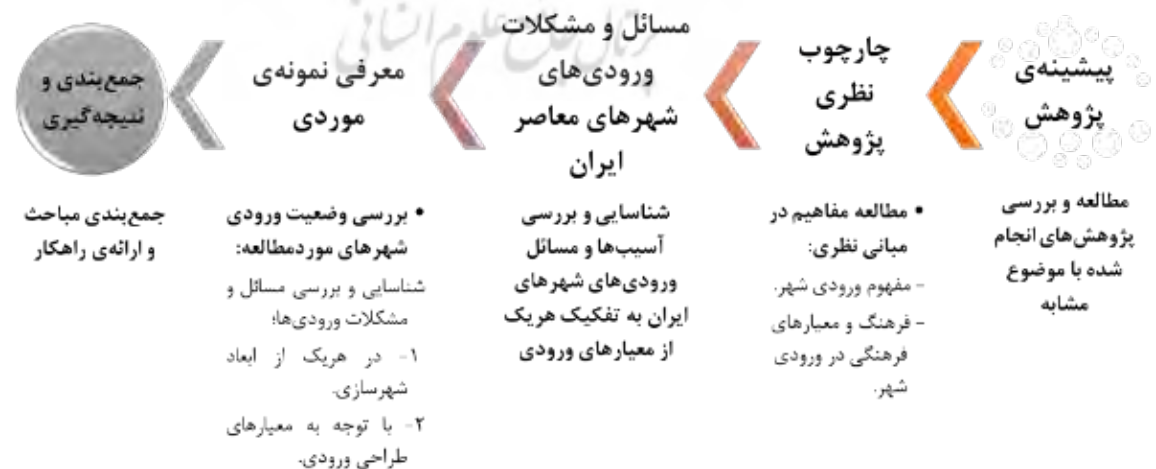 پیشینه‌ی
پژوهش
مطالعه و بررسی
پژوهش‌های انجام
شده با موضوع
مشابه
چارچوب
نظری
پژوهش
• مطالعه مفاهیم در
مبانی نظری:
- مفهوم ورودی شهر.
- فرهنگ و معیارهای
فرهنگی در ورودی
شهر.
مسائل و مشکلات
ورودی‌های
شهرهای معاصر
ایران
شناسایی و بررسی
آسیب‌ها و مسائل
ورودی‌های شهرهای
ایران به تفکیک هریک
از معیارهای ورودی
معرفی نمونه‌ی
موردی
• بررسی وضعیت ورودی
شهرهای موردمطالعه:
شناسایی و بررسی مسائل و
مشکلات ورودی‌ها؛
۱- در هریک از ابعاد
شهرسازی.
۲- با توجه به معیارهای
طراحی ورودی.
جمع‌بندی و
نتیجه‌گیری
جمع‌بندی مباحث
و ارائه‌ی راهکار
پرتال جامع علوم انسانی